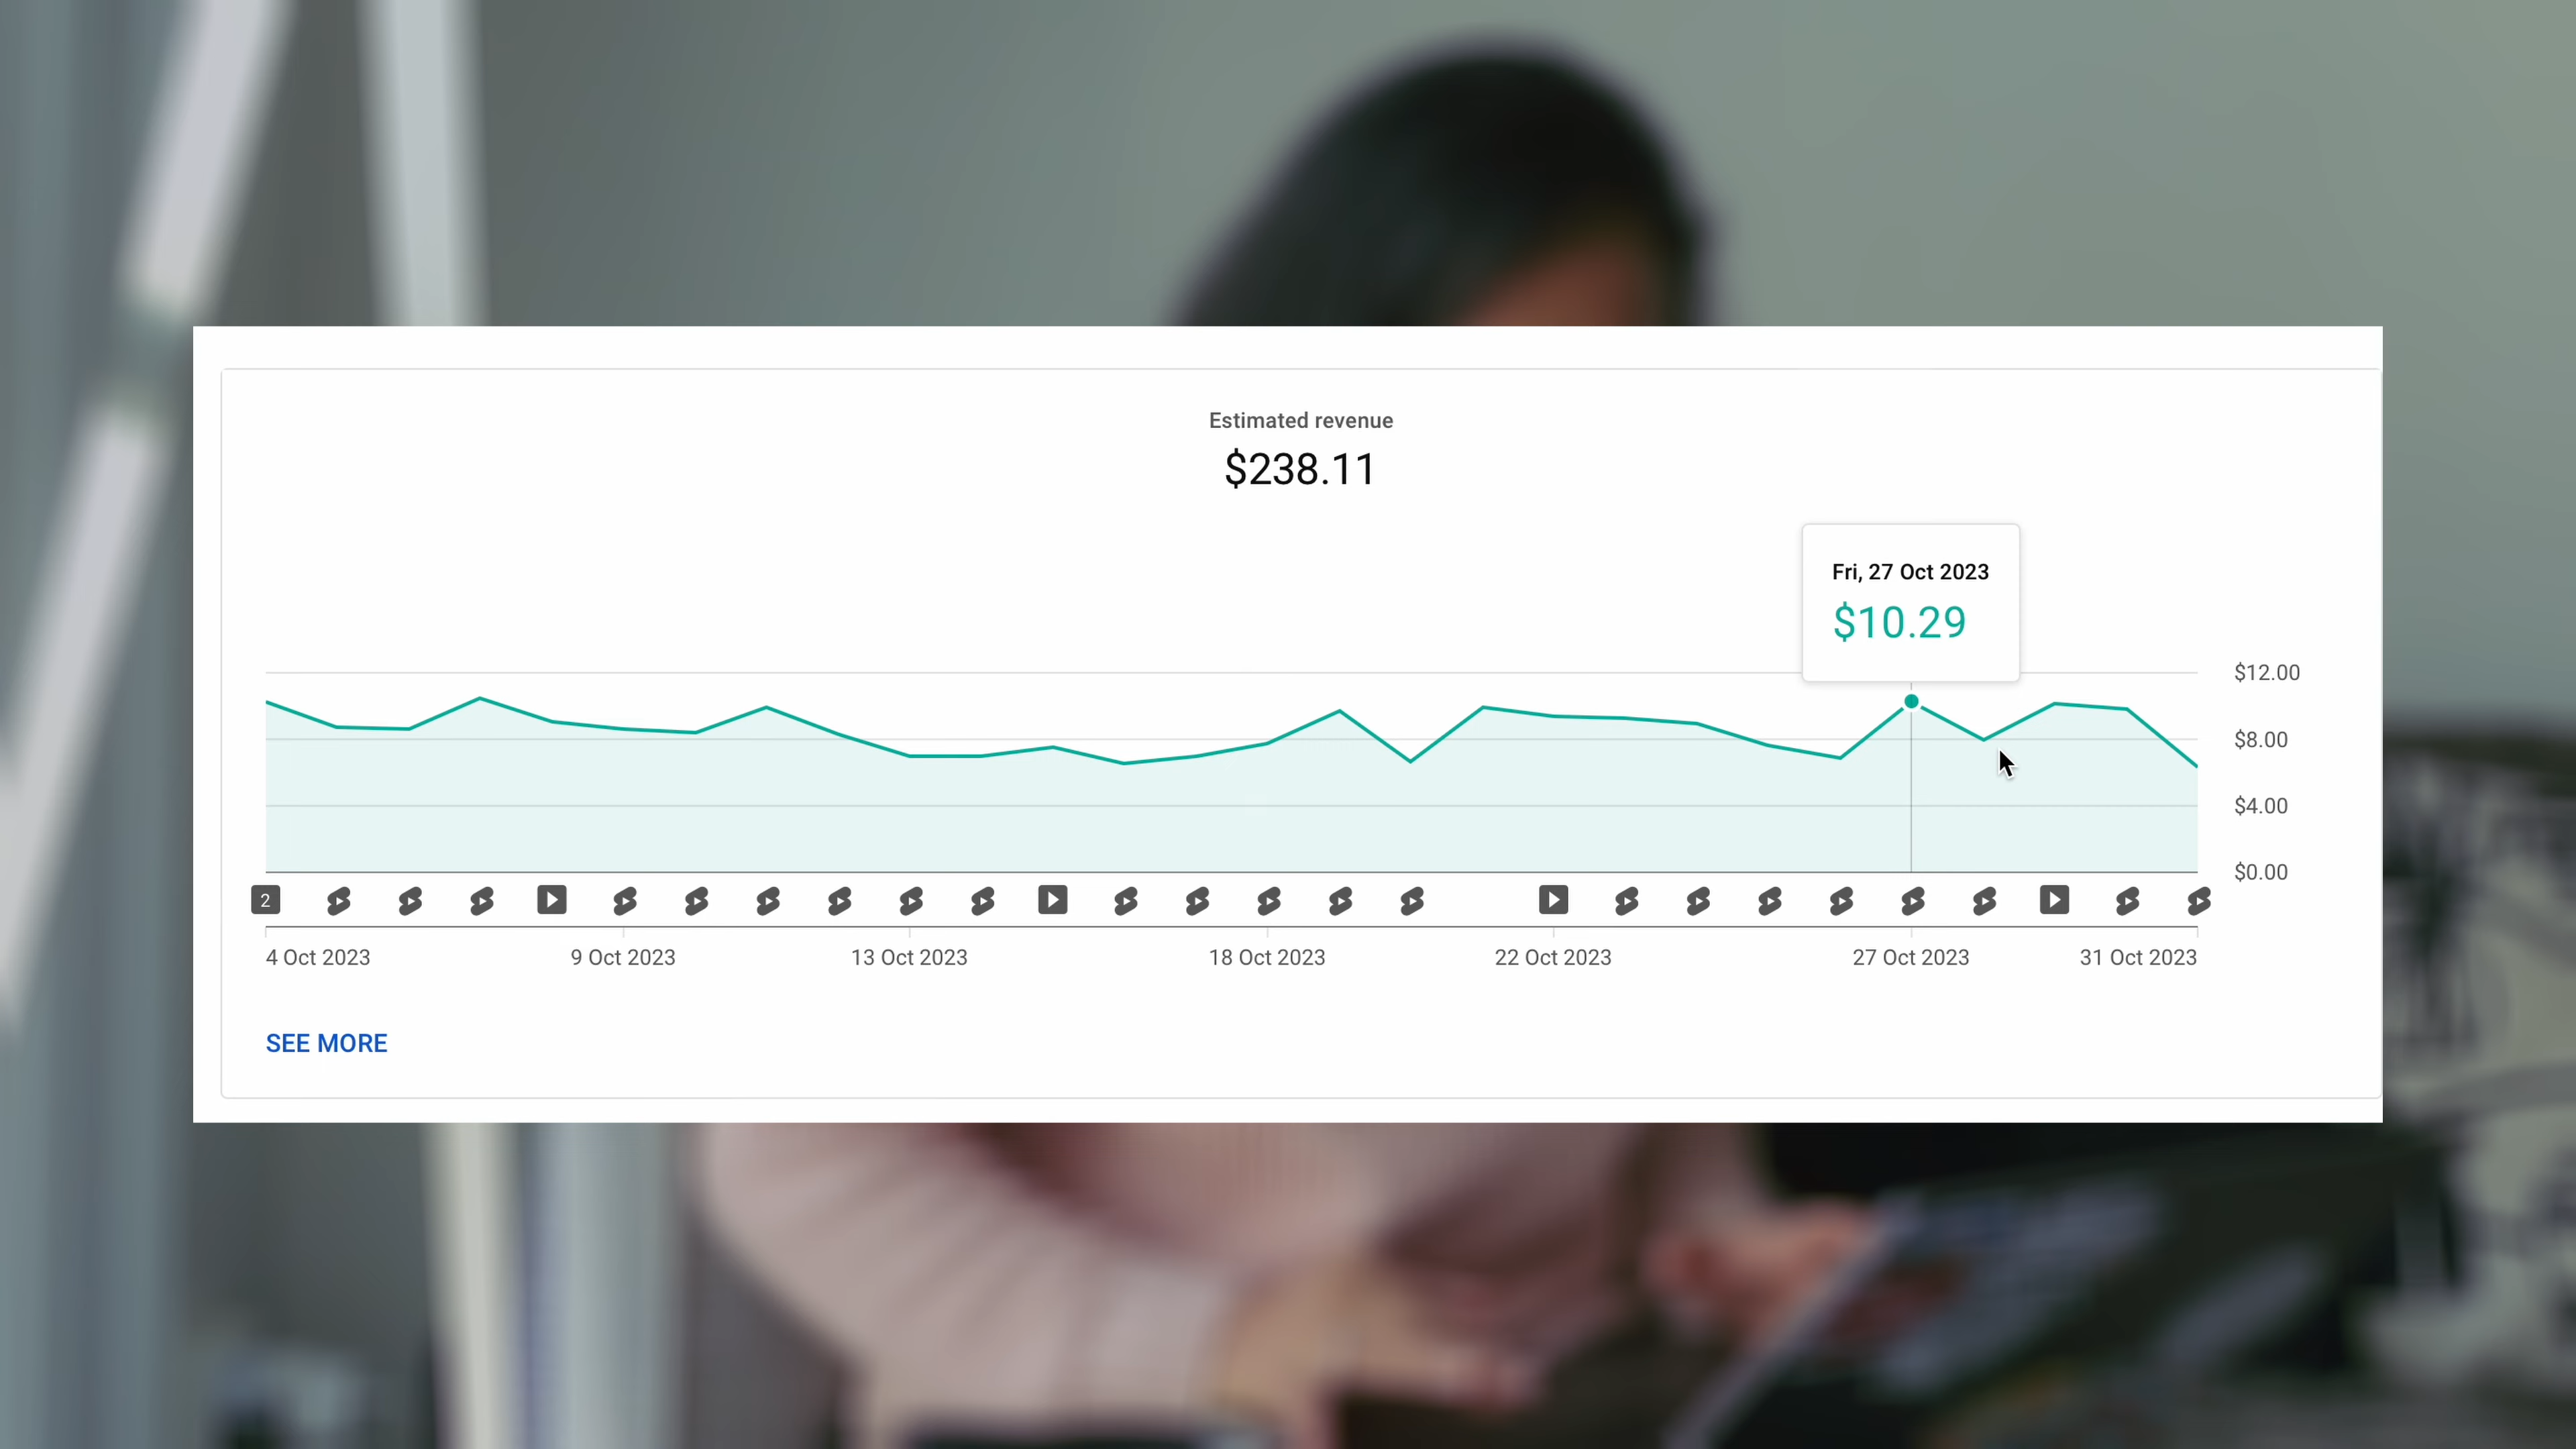 Estimated revenue
$238.11
Fri, 27 Oct 2023
$10.29
$12.00
$8.00
$4.00
$0.00
2
4 Oct 2023
9 Oct 2023
13 Oct 2023
18 Oct 2023
22 Oct 2023
27 Oct 2023
31 Oct 2023
SEE MORE